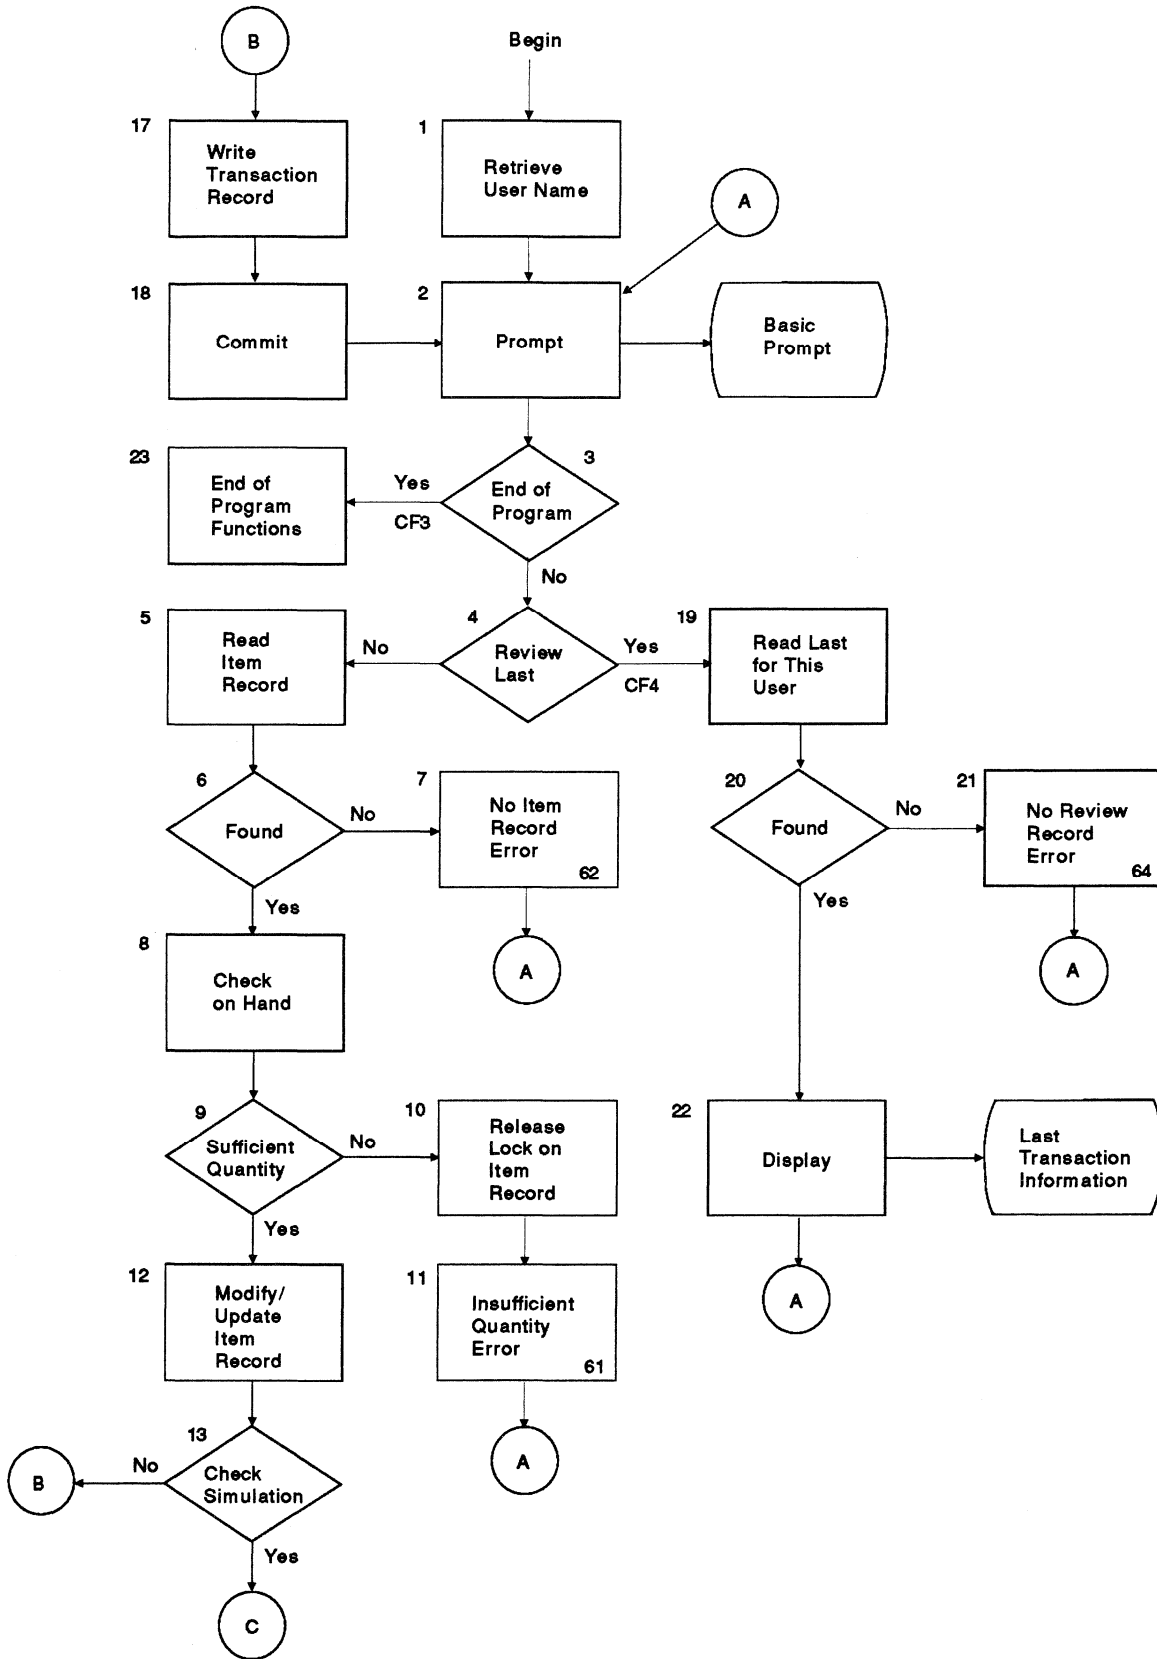 B
Begin
17
Write
Transaction
Record
1
Retrieve
User Name
A
18
Commit
2
Prompt
Basic
Prompt
23
End of
Program
Functions
Yes
CF3
3
End of
Program
No
5
Read
Item
Record
No
4
Review
Last
Yes
CF4
19
Read Last
for This
User
6
Found
No
7
No Item
Record
Error
62
20
Found
No
21
No Review
Record
Error
64
Yes
Yes
8
Check
on Hand
A
A
9
Sufficient
Quantity
No
10
Release
Lock on
Item
Record
22
Display
Last
Transaction
Information
Yes
12
Modify/
Update
Item
Record
11
Insufficient
Quantity
Error
61
A
13
Check
Simulation
No
B
A
Yes
C